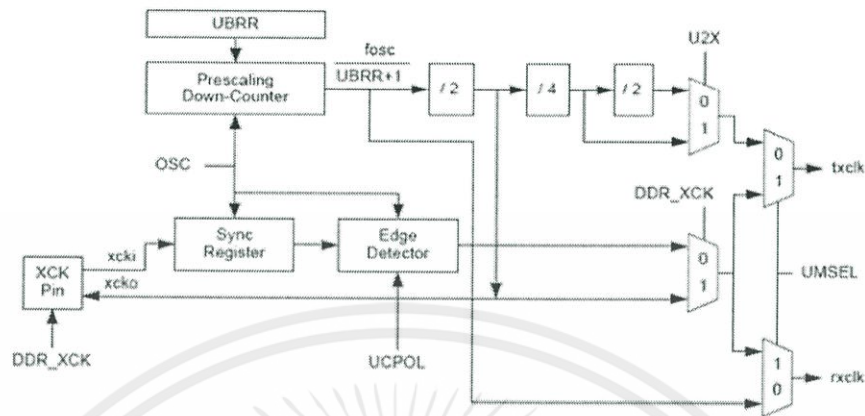 UBRR
Prescaling
Down-Counter
fosc
UBRR+1
/ 2
/ 4
/ 2
U2X
0
1
0
1
txclk
OSC
DDR_XCK
Sync
Register
Edge
Detector
0
1
UMSEL
XCK
Pin
xcki
xcko
DDR_XCK
UCPOL
1
0
rxclk